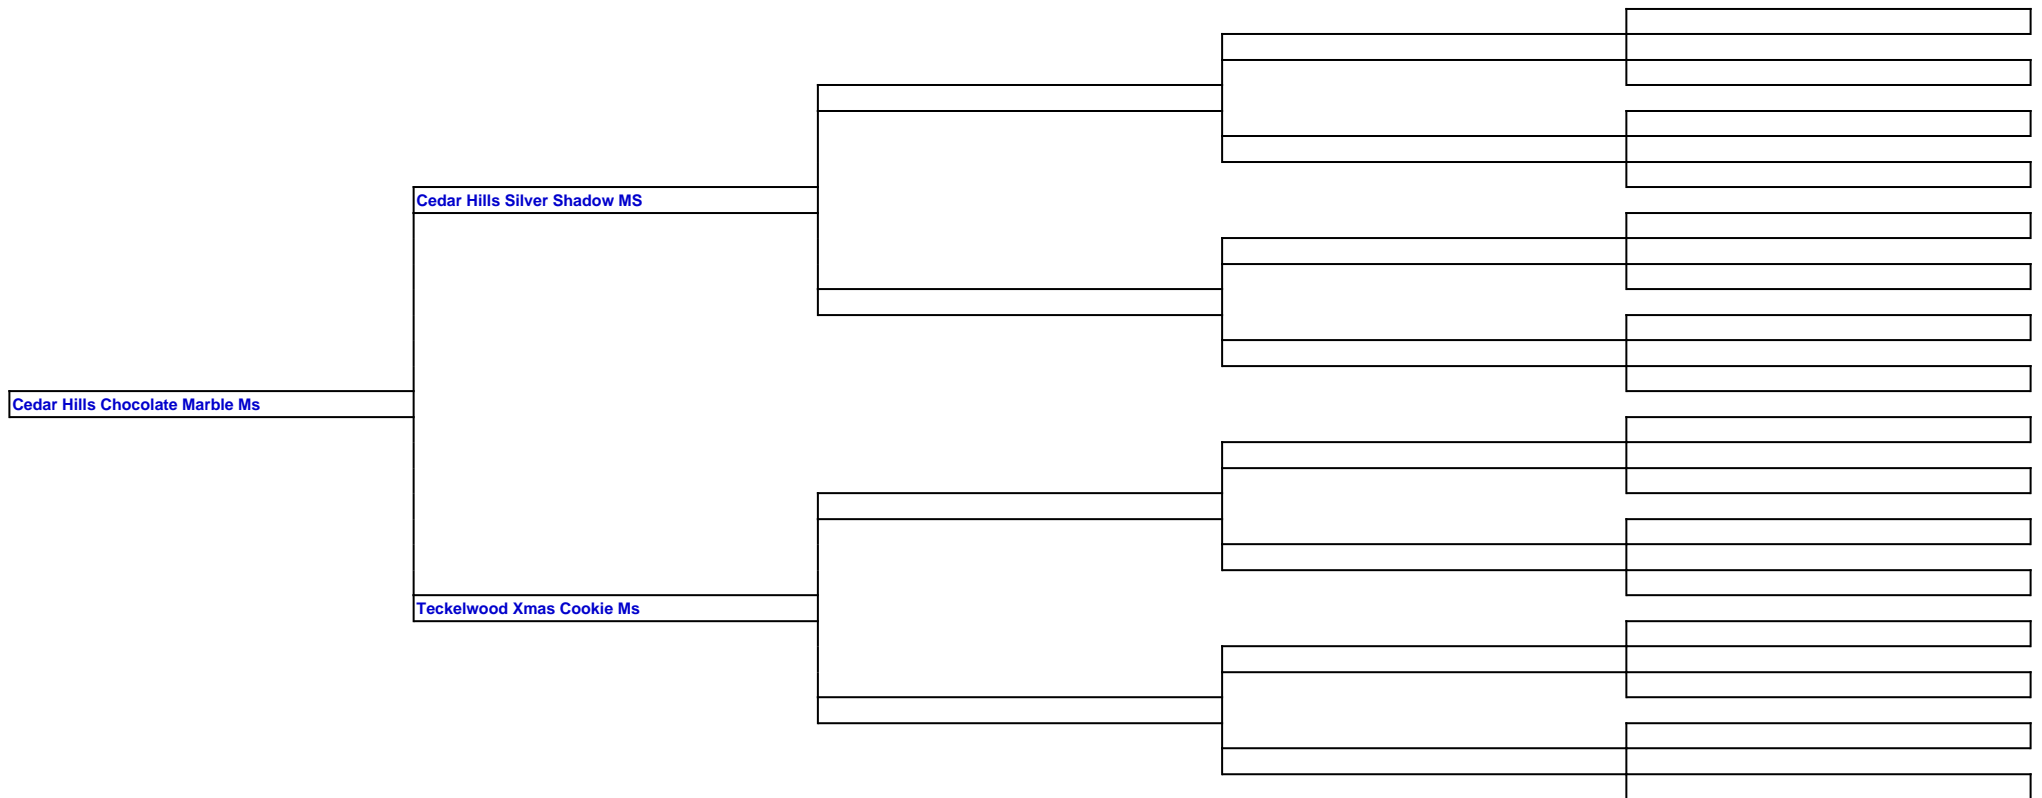 Cedar Hills Silver Shadow MS
Cedar Hills Chocolate Marble Ms
Teckelwood Xmas Cookie Ms